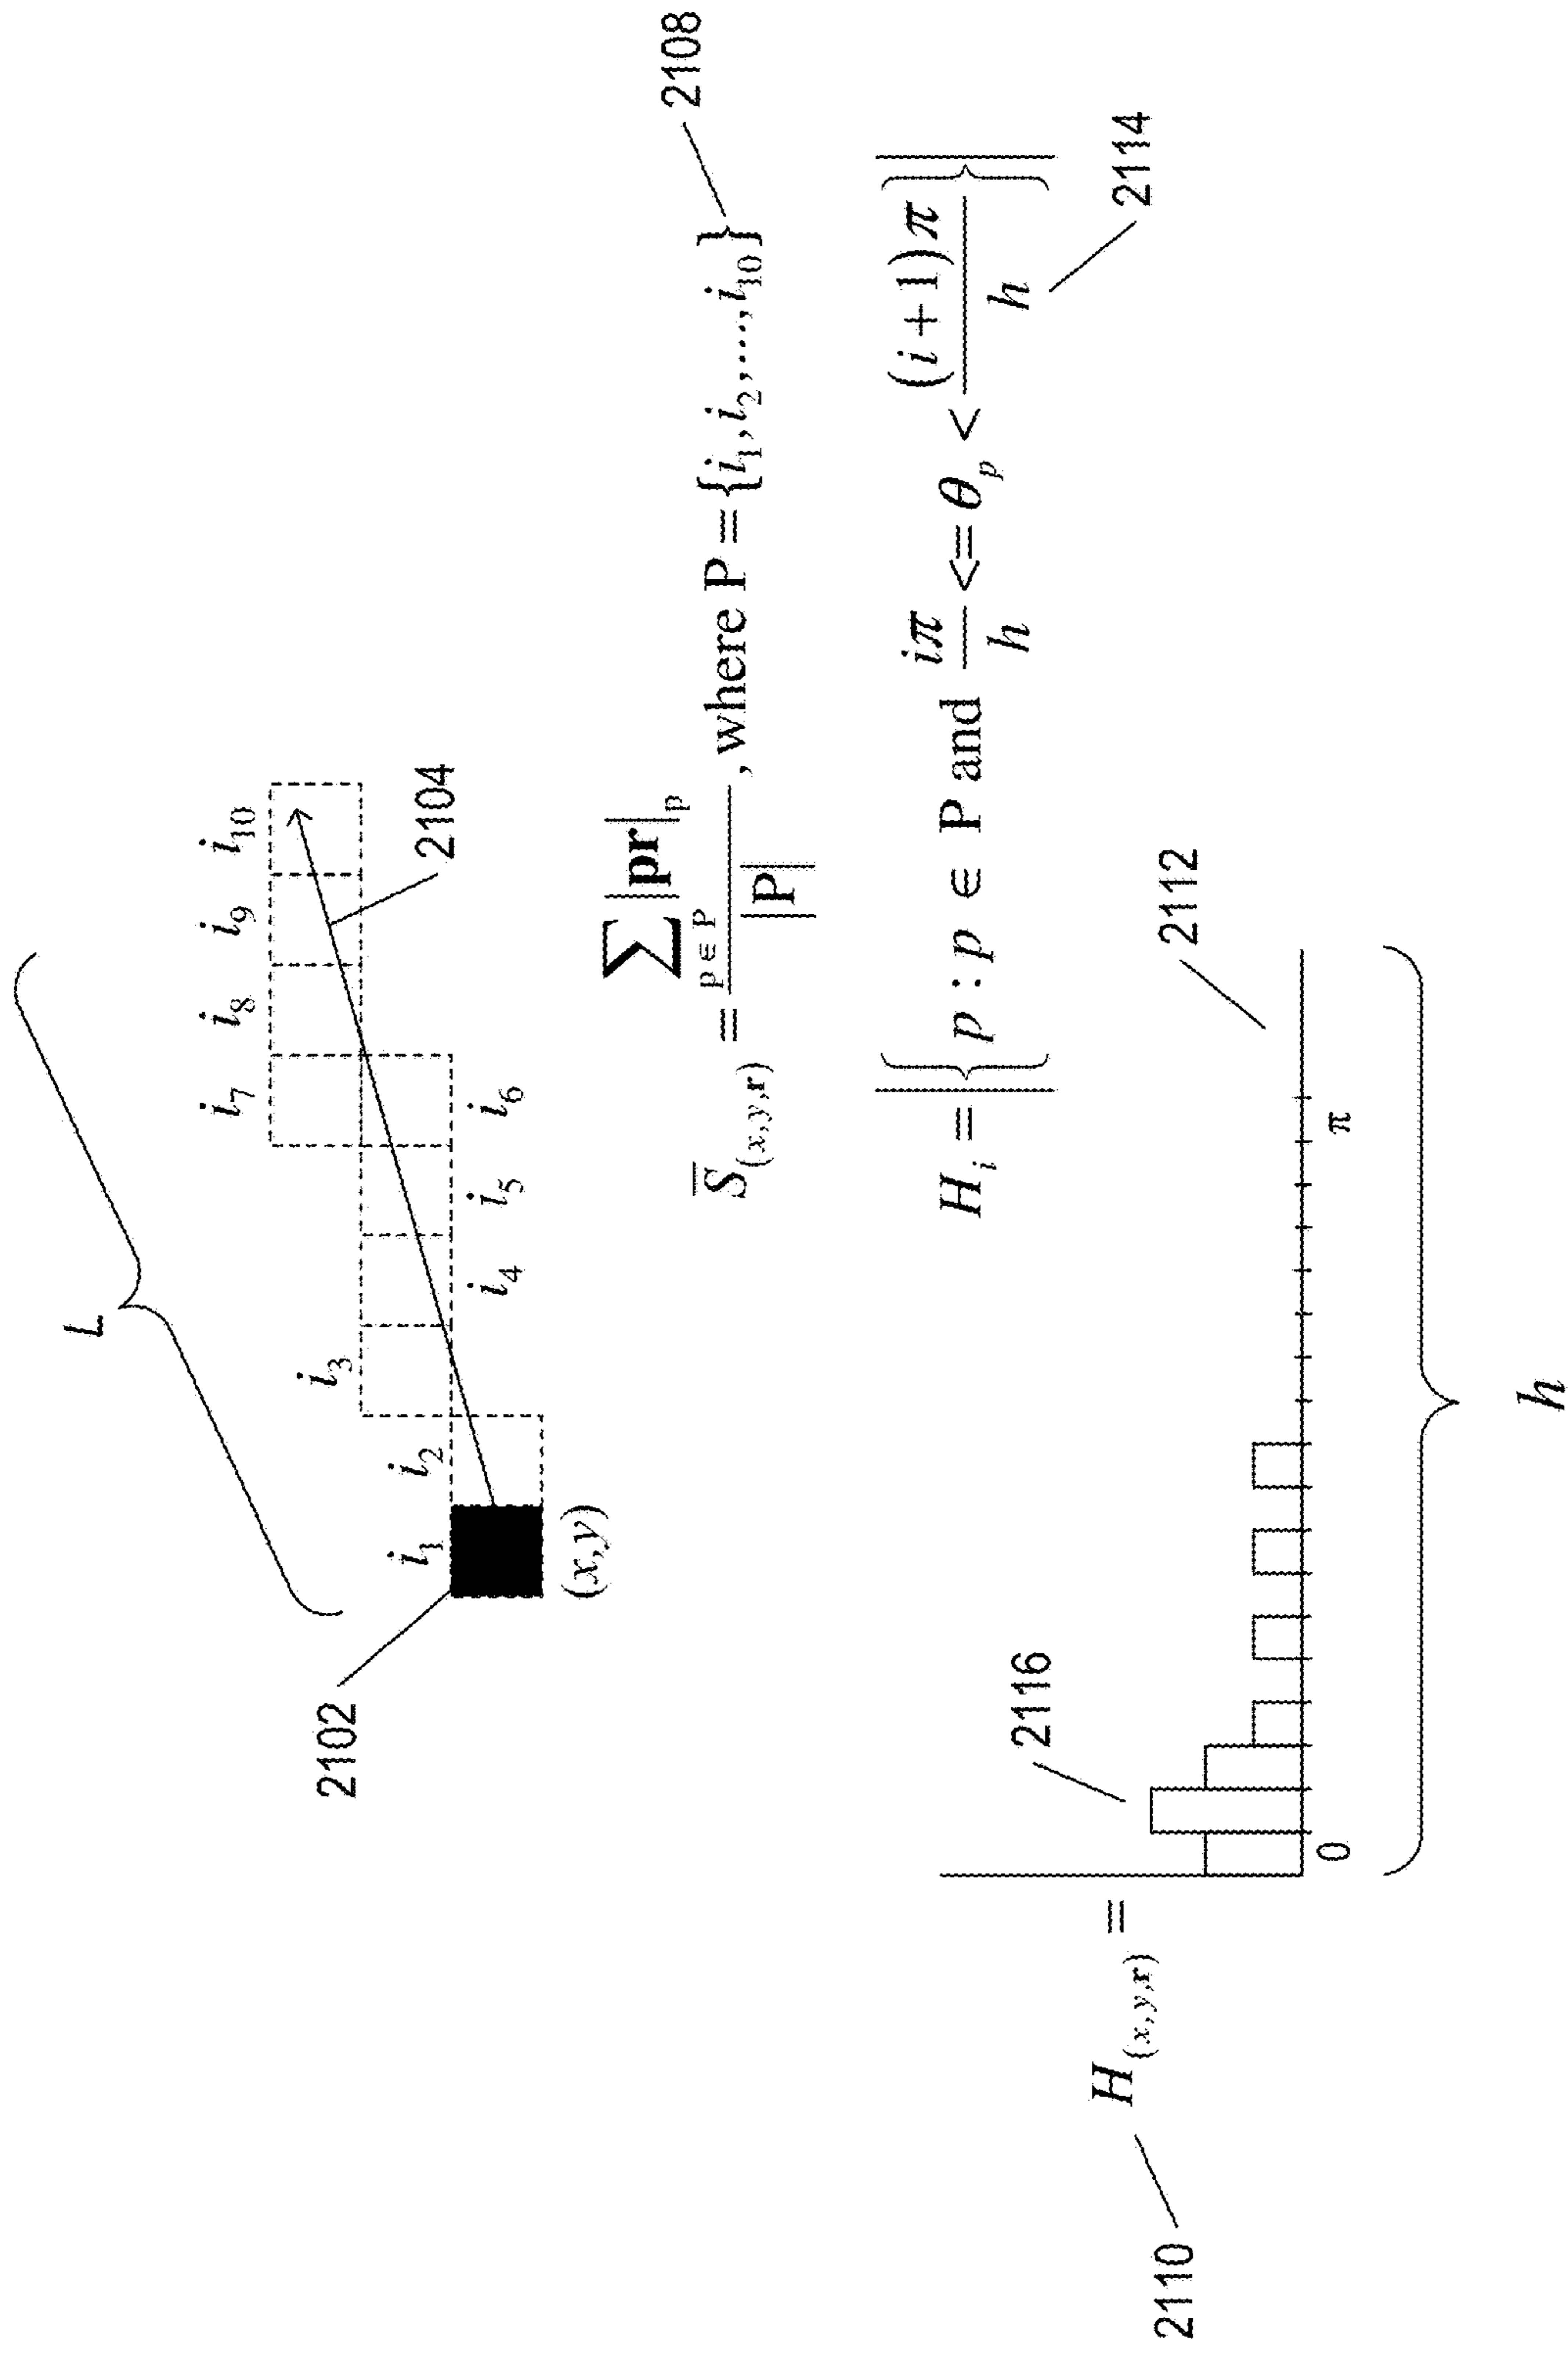 L
i₇ i₈ i₉ i₁₀
i₃
i₁ i₂
i₄ i₅ i₆
2102
(x,y)
2104
S̄₍ₓ,ᵧ,ᵣ₎ = ∑ p ∈ P |pr|ₚ / |P| , where P = {i₁,i₂,…,i₁₀}
2108
Hᵢ = |{p : p ∈ P and iπ/h <= θₚ < (i+1)π/h}|
2114
2116
2112
2110
H̄₍ₓ,ᵧ,ᵣ₎ =
0 π
h